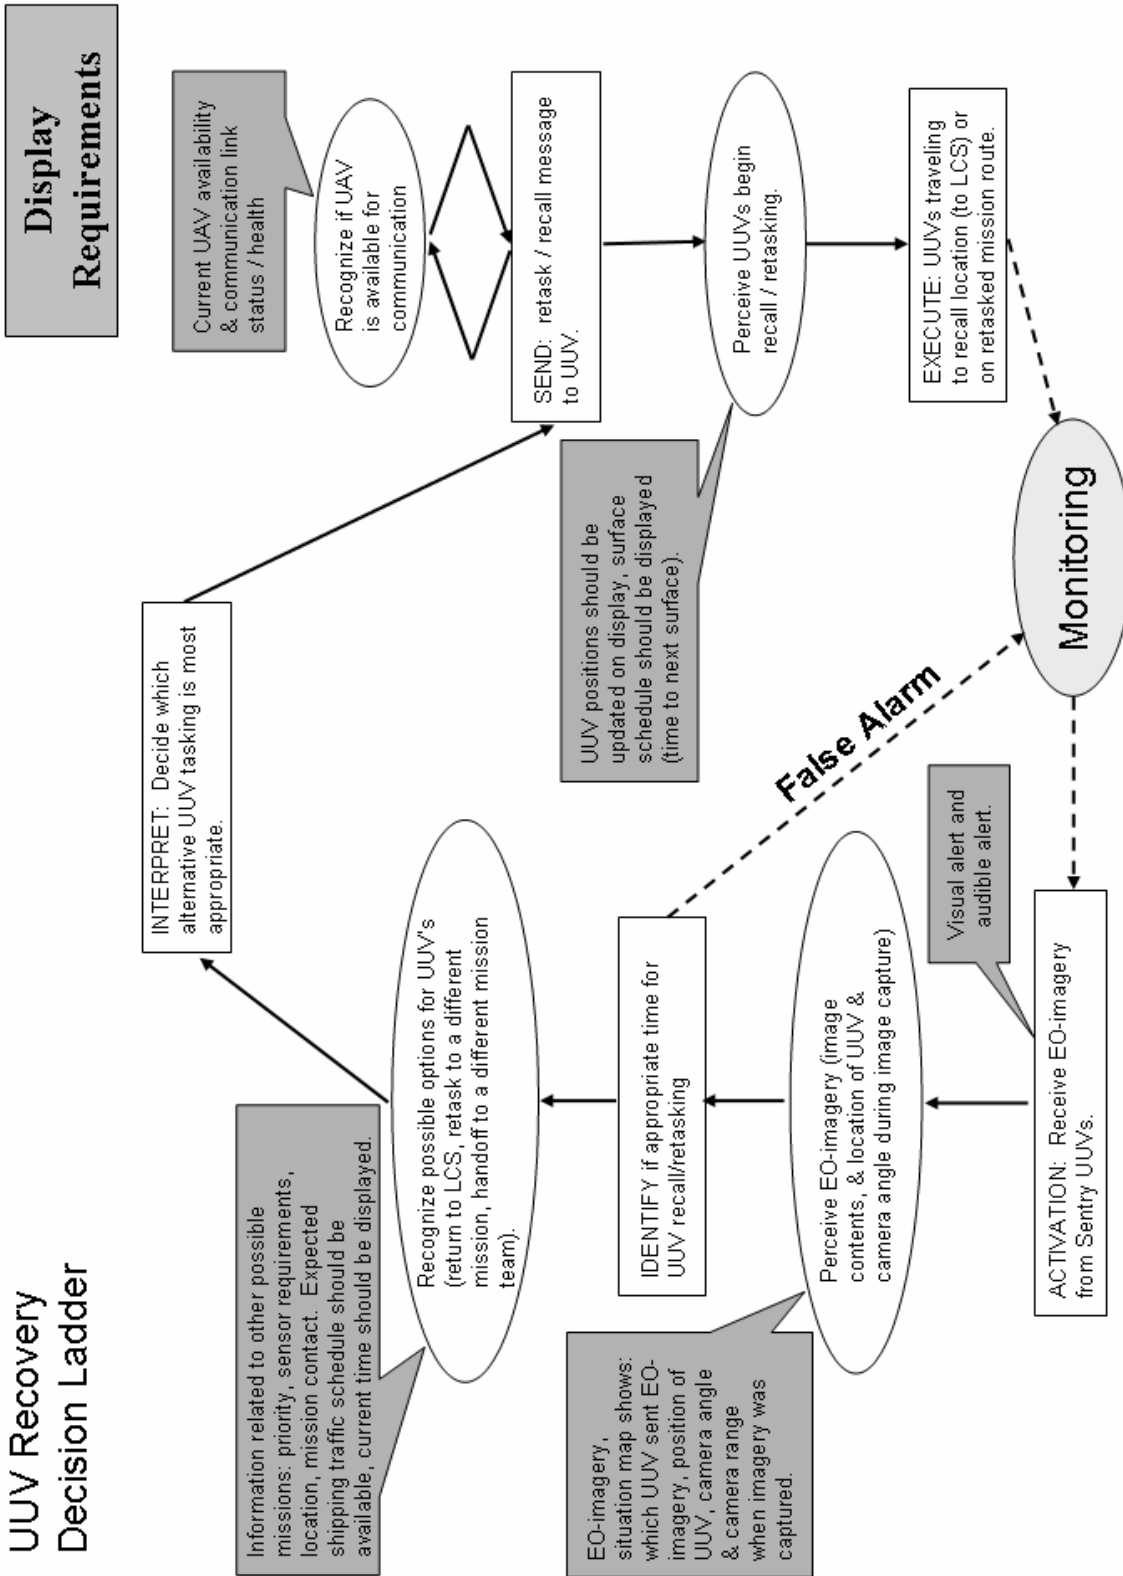 UUV Recovery
Decision Ladder
Display
Requirements
Information related to other possible
missions: priority, sensor requirements,
location, mission contact.  Expected
shipping traffic schedule should be
available, current time should be displayed.
INTERPRET:  Decide which
alternative UUV tasking is most
appropriate.
Current UAV availability
& communication link
status / health
Recognize if UAV
is available for
communication
Recognize possible options for UUV's
(return to LCS, retask to a different
mission, handoff to a different mission
team).
SEND:  retask / recall message
to UUV.
EO-imagery,
situation map shows:
which UUV sent EO-
imagery, position of
UUV, camera angle
& camera range
when imagery was
captured.
IDENTIFY if appropriate time for
UUV recall/retasking
UUV positions should be
updated on display, surface
schedule should be displayed
(time to next surface).
Perceive UUVs begin
recall / retasking.
Perceive EO-imagery (image
contents, & location of UUV &
camera angle during image capture)
False Alarm
Visual alert and
audible alert.
EXECUTE: UUVs traveling
to recall location (to LCS) or
on retasked mission route.
ACTIVATION:  Receive EO-imagery
from Sentry UUVs.
Monitoring